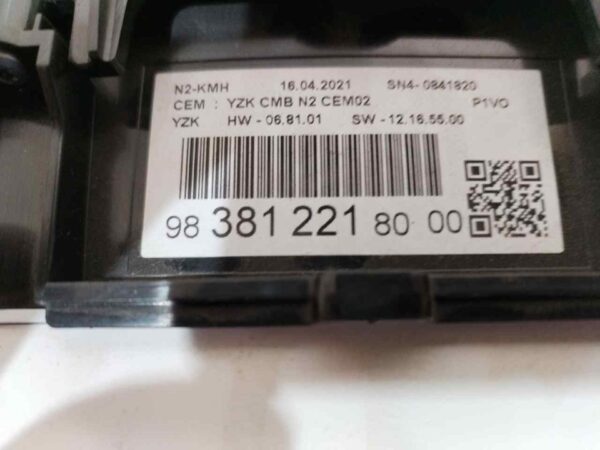 N2-KMH 16.04.2021 SN4-0841820
CEM : YZK CMB N2 CEM02 P1VO
YZK HW-06.81.01 SW-12.16.55.00
98 381 221 80 00